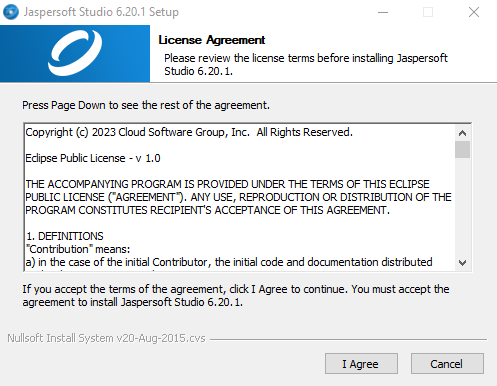 Jaspersoft Studio 6.20.1 Setup
License Agreement
Please review the license terms before installing Jaspersoft
Studio 6.20.1.
Press Page Down to see the rest of the agreement.
Copyright (c) 2023 Cloud Software Group, Inc.  All Rights Reserved.
Eclipse Public License - v 1.0
THE ACCOMPANYING PROGRAM IS PROVIDED UNDER THE TERMS OF THIS ECLIPSE
PUBLIC LICENSE ("AGREEMENT"). ANY USE, REPRODUCTION OR DISTRIBUTION OF THE
PROGRAM CONSTITUTES RECIPIENT'S ACCEPTANCE OF THIS AGREEMENT.
1. DEFINITIONS
"Contribution" means:
a) in the case of the initial Contributor, the initial code and documentation distributed
If you accept the terms of the agreement, click I Agree to continue. You must accept the
agreement to install Jaspersoft Studio 6.20.1.
Nullsoft Install System v20-Aug-2015.cvs
I Agree
Cancel